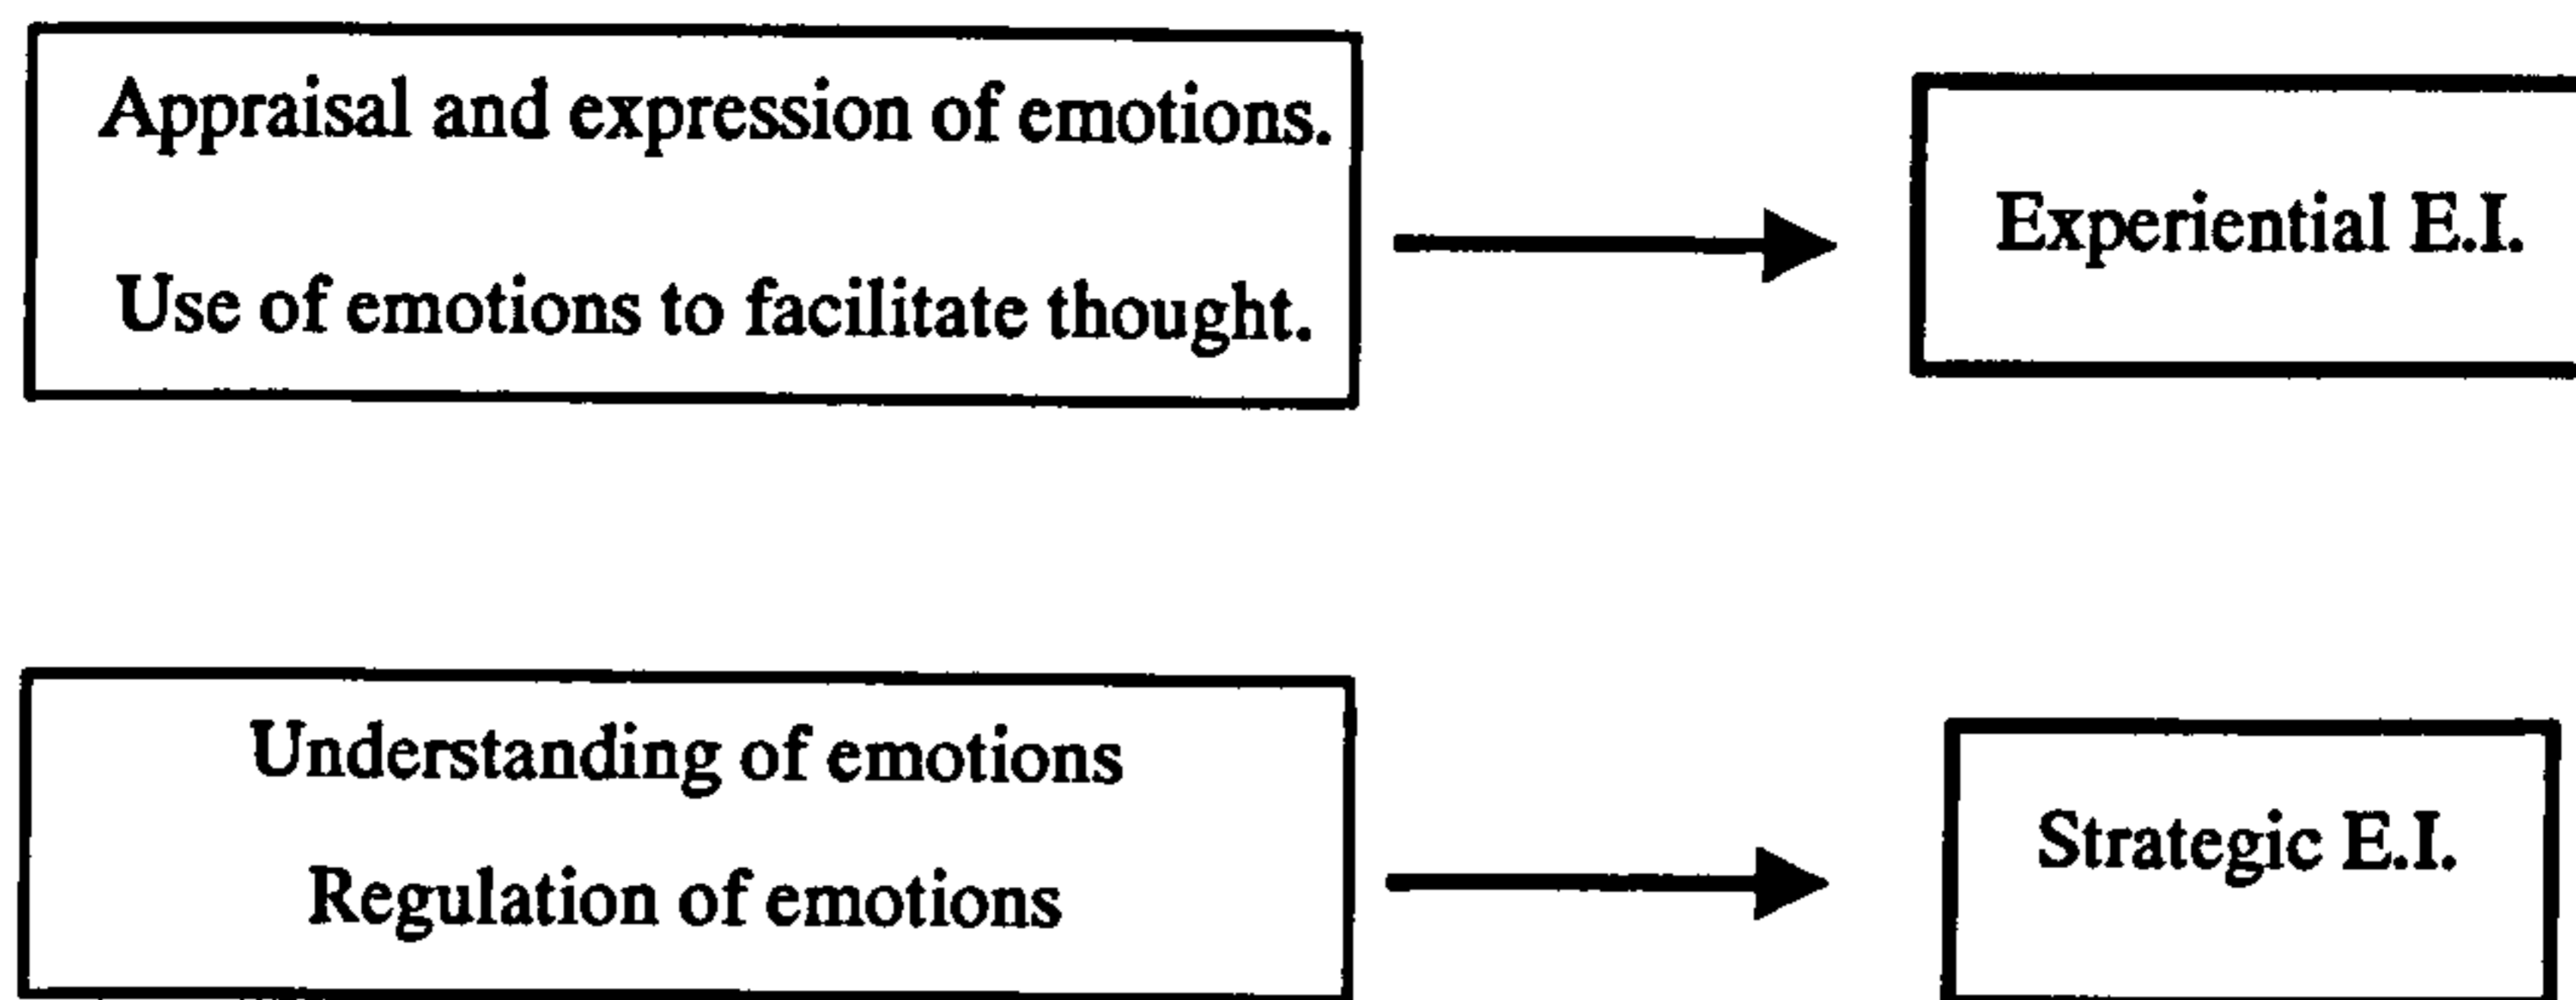 Appraisal and expression of emotions.
Use of emotions to facilitate thought.
Experiential E.I.
Understanding of emotions
Regulation of emotions
Strategic E.I.